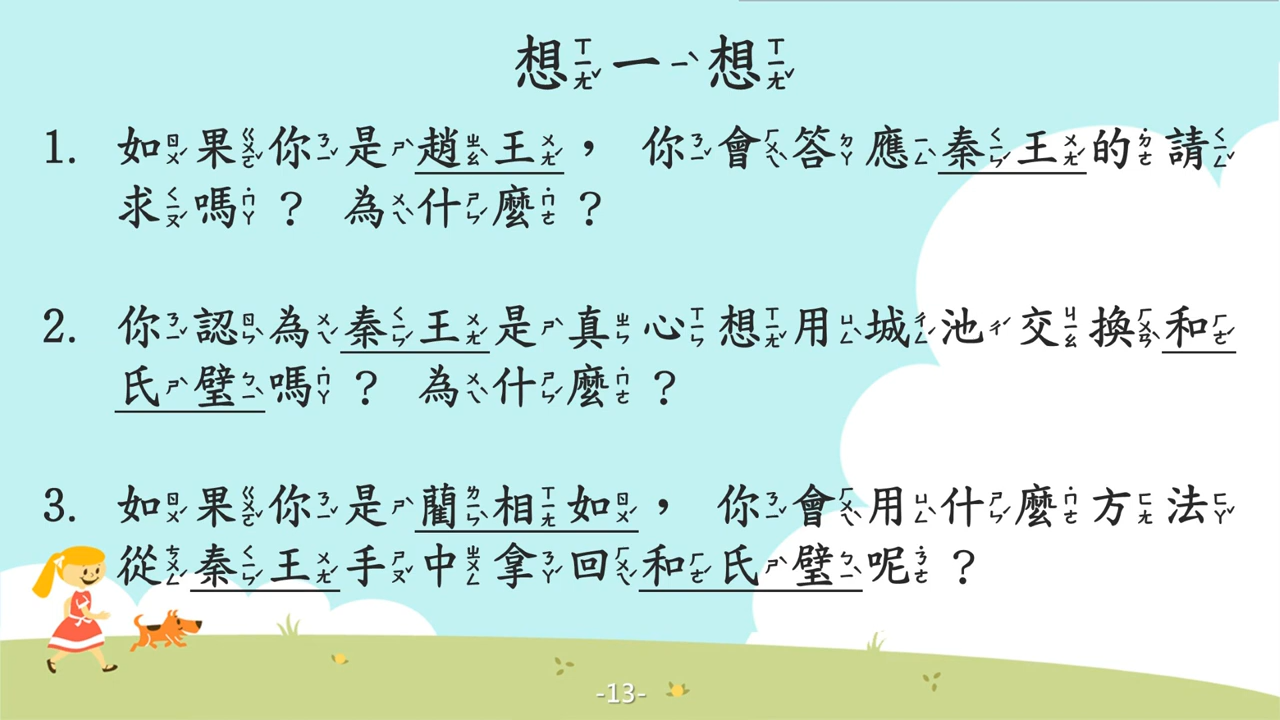 想一想
1. 如果你是趙王，你會答應秦王的請
求嗎？為什麼？
2. 你認為秦王是真心想用城池交換和
氏璧嗎？為什麼？
3. 如果你是藺相如，你會用什麼方法
從秦王手中拿回和氏璧呢？
-13-